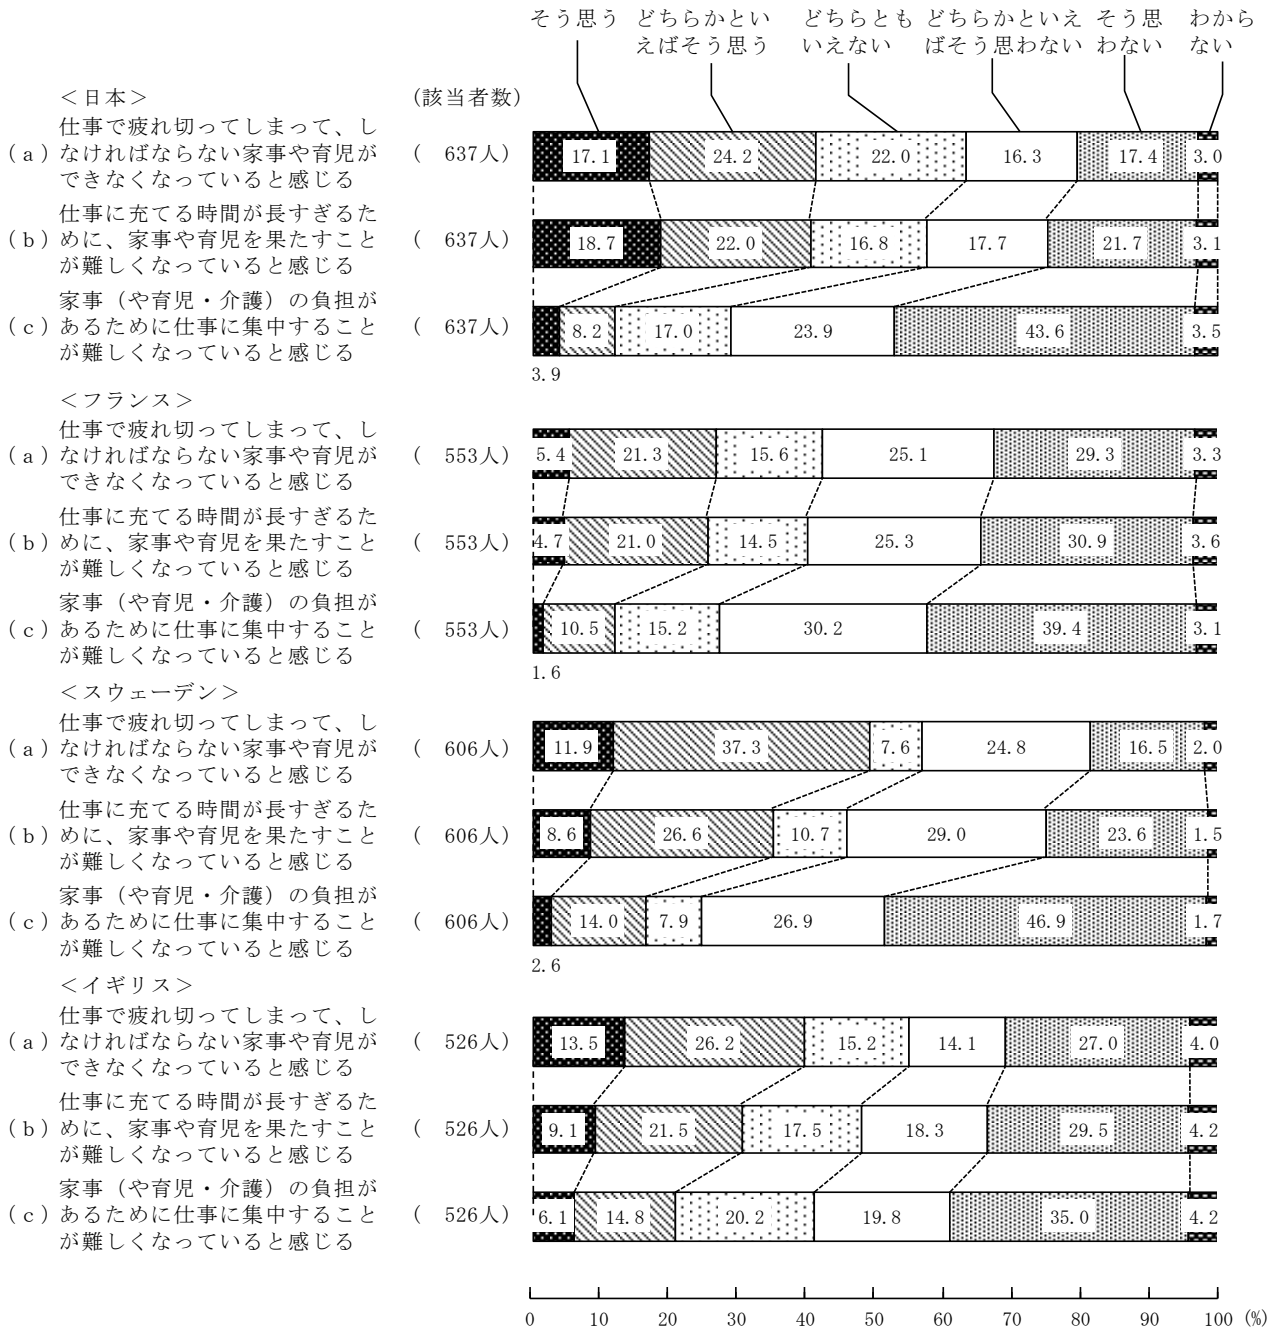 そう思う どちらかとい どちらとも どちらかといえ そう思 わから
えばそう思う いえない ばそう思わない わない ない
＜日本＞ (該当者数)
仕事で疲れ切ってしまって、し
(a) なければならない家事や育児が ( 637人) 17.1 24.2 22.0 16.3 17.4 3.0
できなくなっていると感じる
仕事に充てる時間が長すぎるた
(b) めに、家事や育児を果たすこと ( 637人) 18.7 22.0 16.8 17.7 21.7 3.1
が難しくなっていると感じる
家事（や育児・介護）の負担が
(c) あるために仕事に集中すること ( 637人) 8.2 17.0 23.9 43.6 3.5
が難しくなっていると感じる
3.9
＜フランス＞
仕事で疲れ切ってしまって、し
(a) なければならない家事や育児が ( 553人) 5.4 21.3 15.6 25.1 29.3 3.3
できなくなっていると感じる
仕事に充てる時間が長すぎるた
(b) めに、家事や育児を果たすこと ( 553人) 4.7 21.0 14.5 25.3 30.9 3.6
が難しくなっていると感じる
家事（や育児・介護）の負担が
(c) あるために仕事に集中すること ( 553人) 10.5 15.2 30.2 39.4 3.1
が難しくなっていると感じる
1.6
＜スウェーデン＞
仕事で疲れ切ってしまって、し
(a) なければならない家事や育児が ( 606人) 11.9 37.3 7.6 24.8 16.5 2.0
できなくなっていると感じる
仕事に充てる時間が長すぎるた
(b) めに、家事や育児を果たすこと ( 606人) 8.6 26.6 10.7 29.0 23.6 1.5
が難しくなっていると感じる
家事（や育児・介護）の負担が
(c) あるために仕事に集中すること ( 606人) 14.0 7.9 26.9 46.9 1.7
が難しくなっていると感じる
2.6
＜イギリス＞
仕事で疲れ切ってしまって、し
(a) なければならない家事や育児が ( 526人) 13.5 26.2 15.2 14.1 27.0 4.0
できなくなっていると感じる
仕事に充てる時間が長すぎるた
(b) めに、家事や育児を果たすこと ( 526人) 9.1 21.5 17.5 18.3 29.5 4.2
が難しくなっていると感じる
家事（や育児・介護）の負担が
(c) あるために仕事に集中すること ( 526人) 6.1 14.8 20.2 19.8 35.0 4.2
が難しくなっていると感じる
0 10 20 30 40 50 60 70 80 90 100 (%)